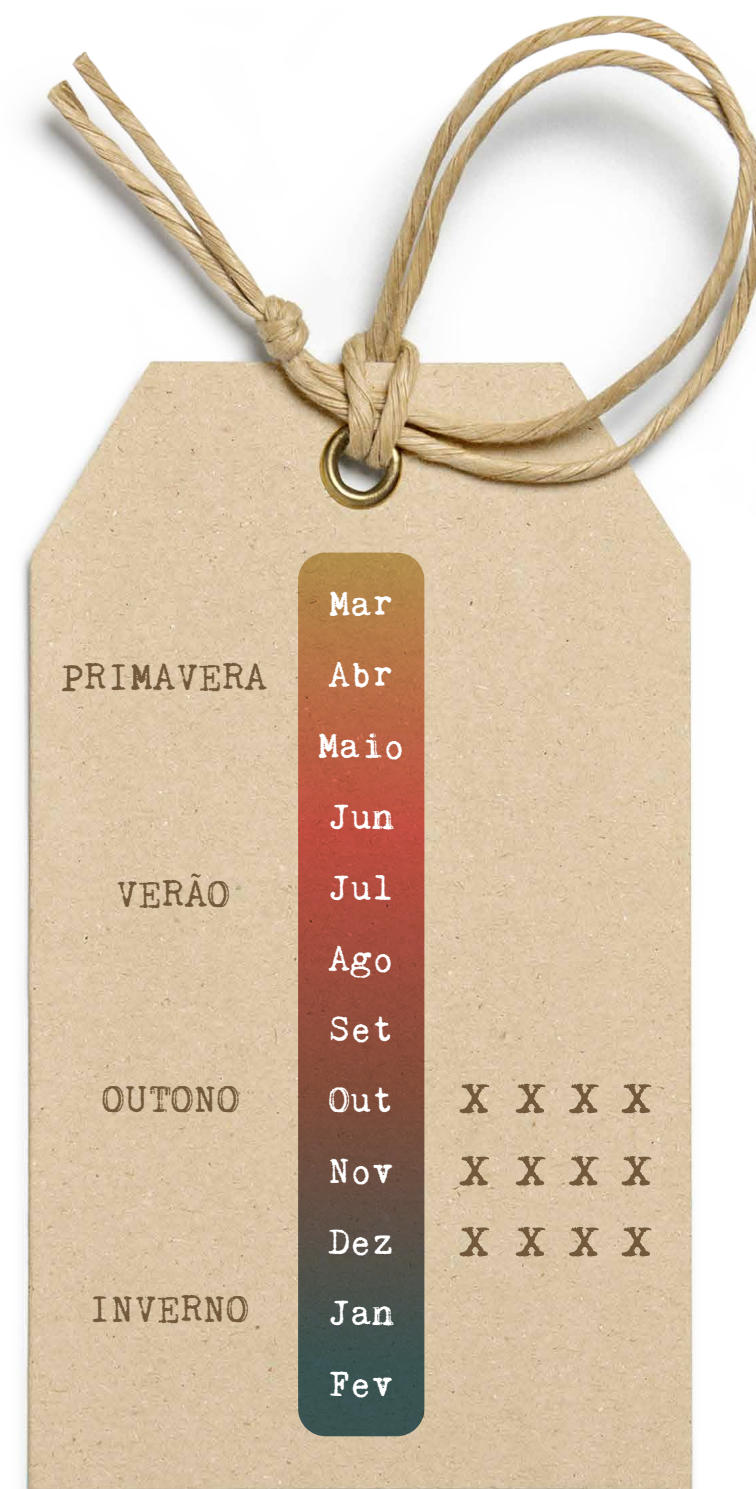 Mar
PRIMAVERA Abr
Maio
Jun
VERÃO Jul
Ago
Set
OUTONO Out X X X X
Nov X X X X
Dez X X X X
INVERNO Jan
Fev